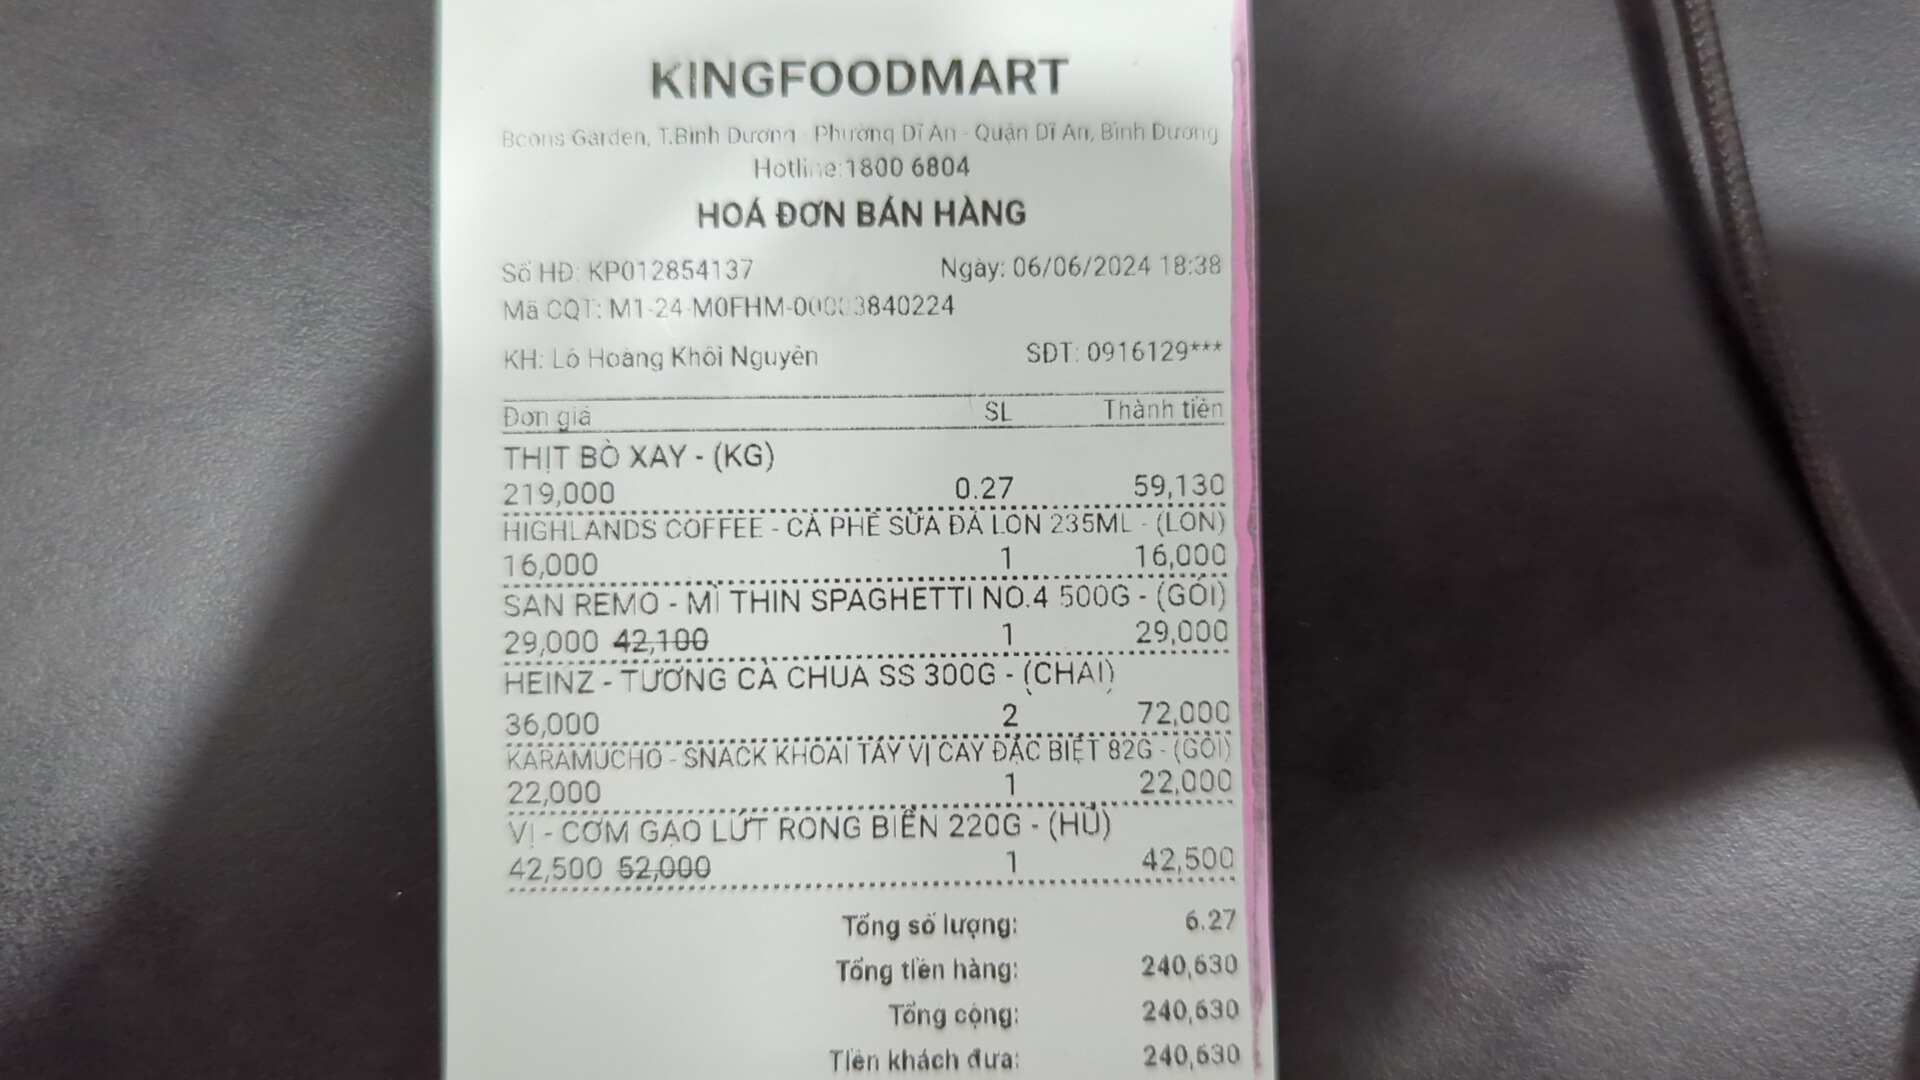 KINGFOODMART
Bcons Garden, T.Bình Dương, Phường Dĩ An - Quận Dĩ An, Bình Dương
Hotline:1800 6804
HOÁ ĐƠN BÁN HÀNG
Số HĐ: KP012854137 Ngày: 06/06/2024 18:38
Mã CQT: M1-24-M0FHM-00003840224
KH: Lô Hoàng Khôi Nguyên SĐT: 0916129***
Đơn giá SL Thành tiền
THỊT BÒ XAY - (KG)
219,000 0.27 59,130
HIGHLANDS COFFEE - CÀ PHÊ SỮA ĐÁ LON 235ML - (LON)
16,000 1 16,000
SAN REMO - MÌ THIN SPAGHETTI NO.4 500G - (GÓI)
29,000 42,100 1 29,000
HEINZ - TƯƠNG CÀ CHUA SS 300G - (CHAI)
36,000 2 72,000
KARAMUCHO - SNACK KHOAI TÂY VỊ CAY ĐẶC BIỆT 82G - (GÓI)
22,000 1 22,000
VỊ - CƠM GẠO LỨT RONG BIỂN 220G - (HŨ)
42,500 52,000 1 42,500
Tổng số lượng: 6.27
Tổng tiền hàng: 240,630
Tổng cộng: 240,630
Tiền khách đưa: 240,630